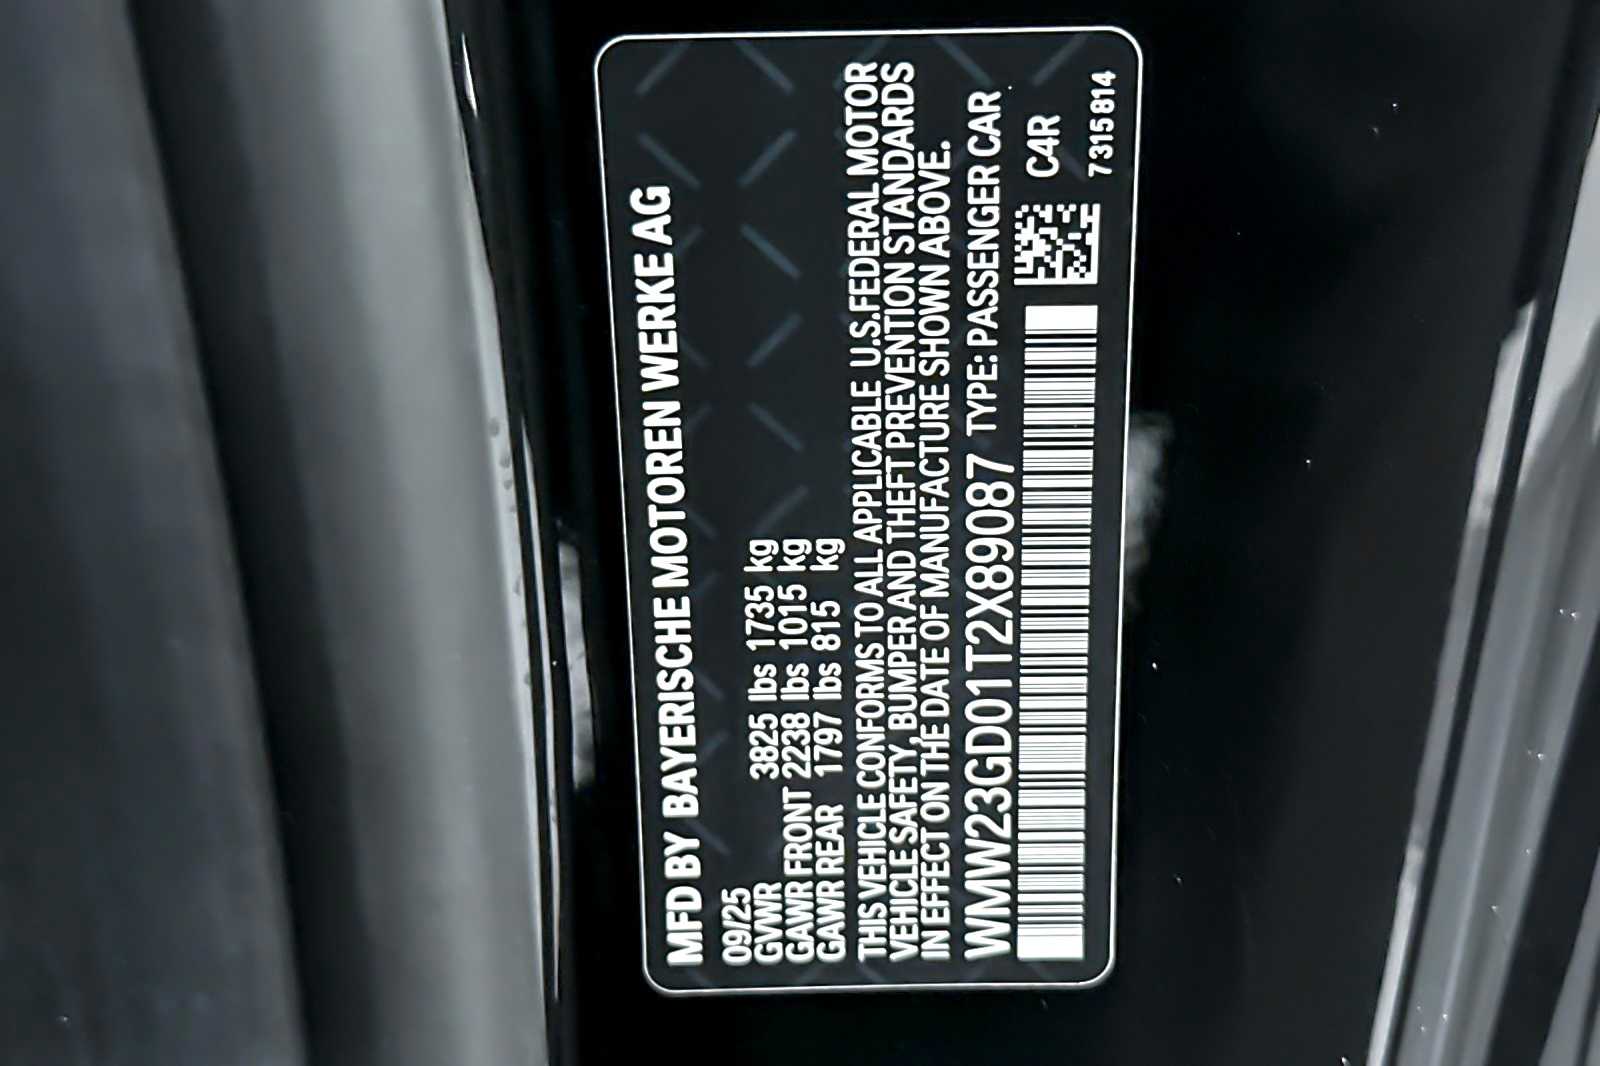 MFD BY BAYERISCHE MOTOREN WERKE AG
09/25
GVWR 3825 lbs 1735 kg
GAWR FRONT 2238 lbs 1015 kg
GAWR REAR 1797 lbs 815 kg
THIS VEHICLE CONFORMS TO ALL APPLICABLE U.S.FEDERAL MOTOR
VEHICLE SAFETY, BUMPER AND THEFT PREVENTION STANDARDS
IN EFFECT ON THE DATE OF MANUFACTURE SHOWN ABOVE.
WMW23GD01T2X89087 TYPE: PASSENGER CAR
C4R
7315814